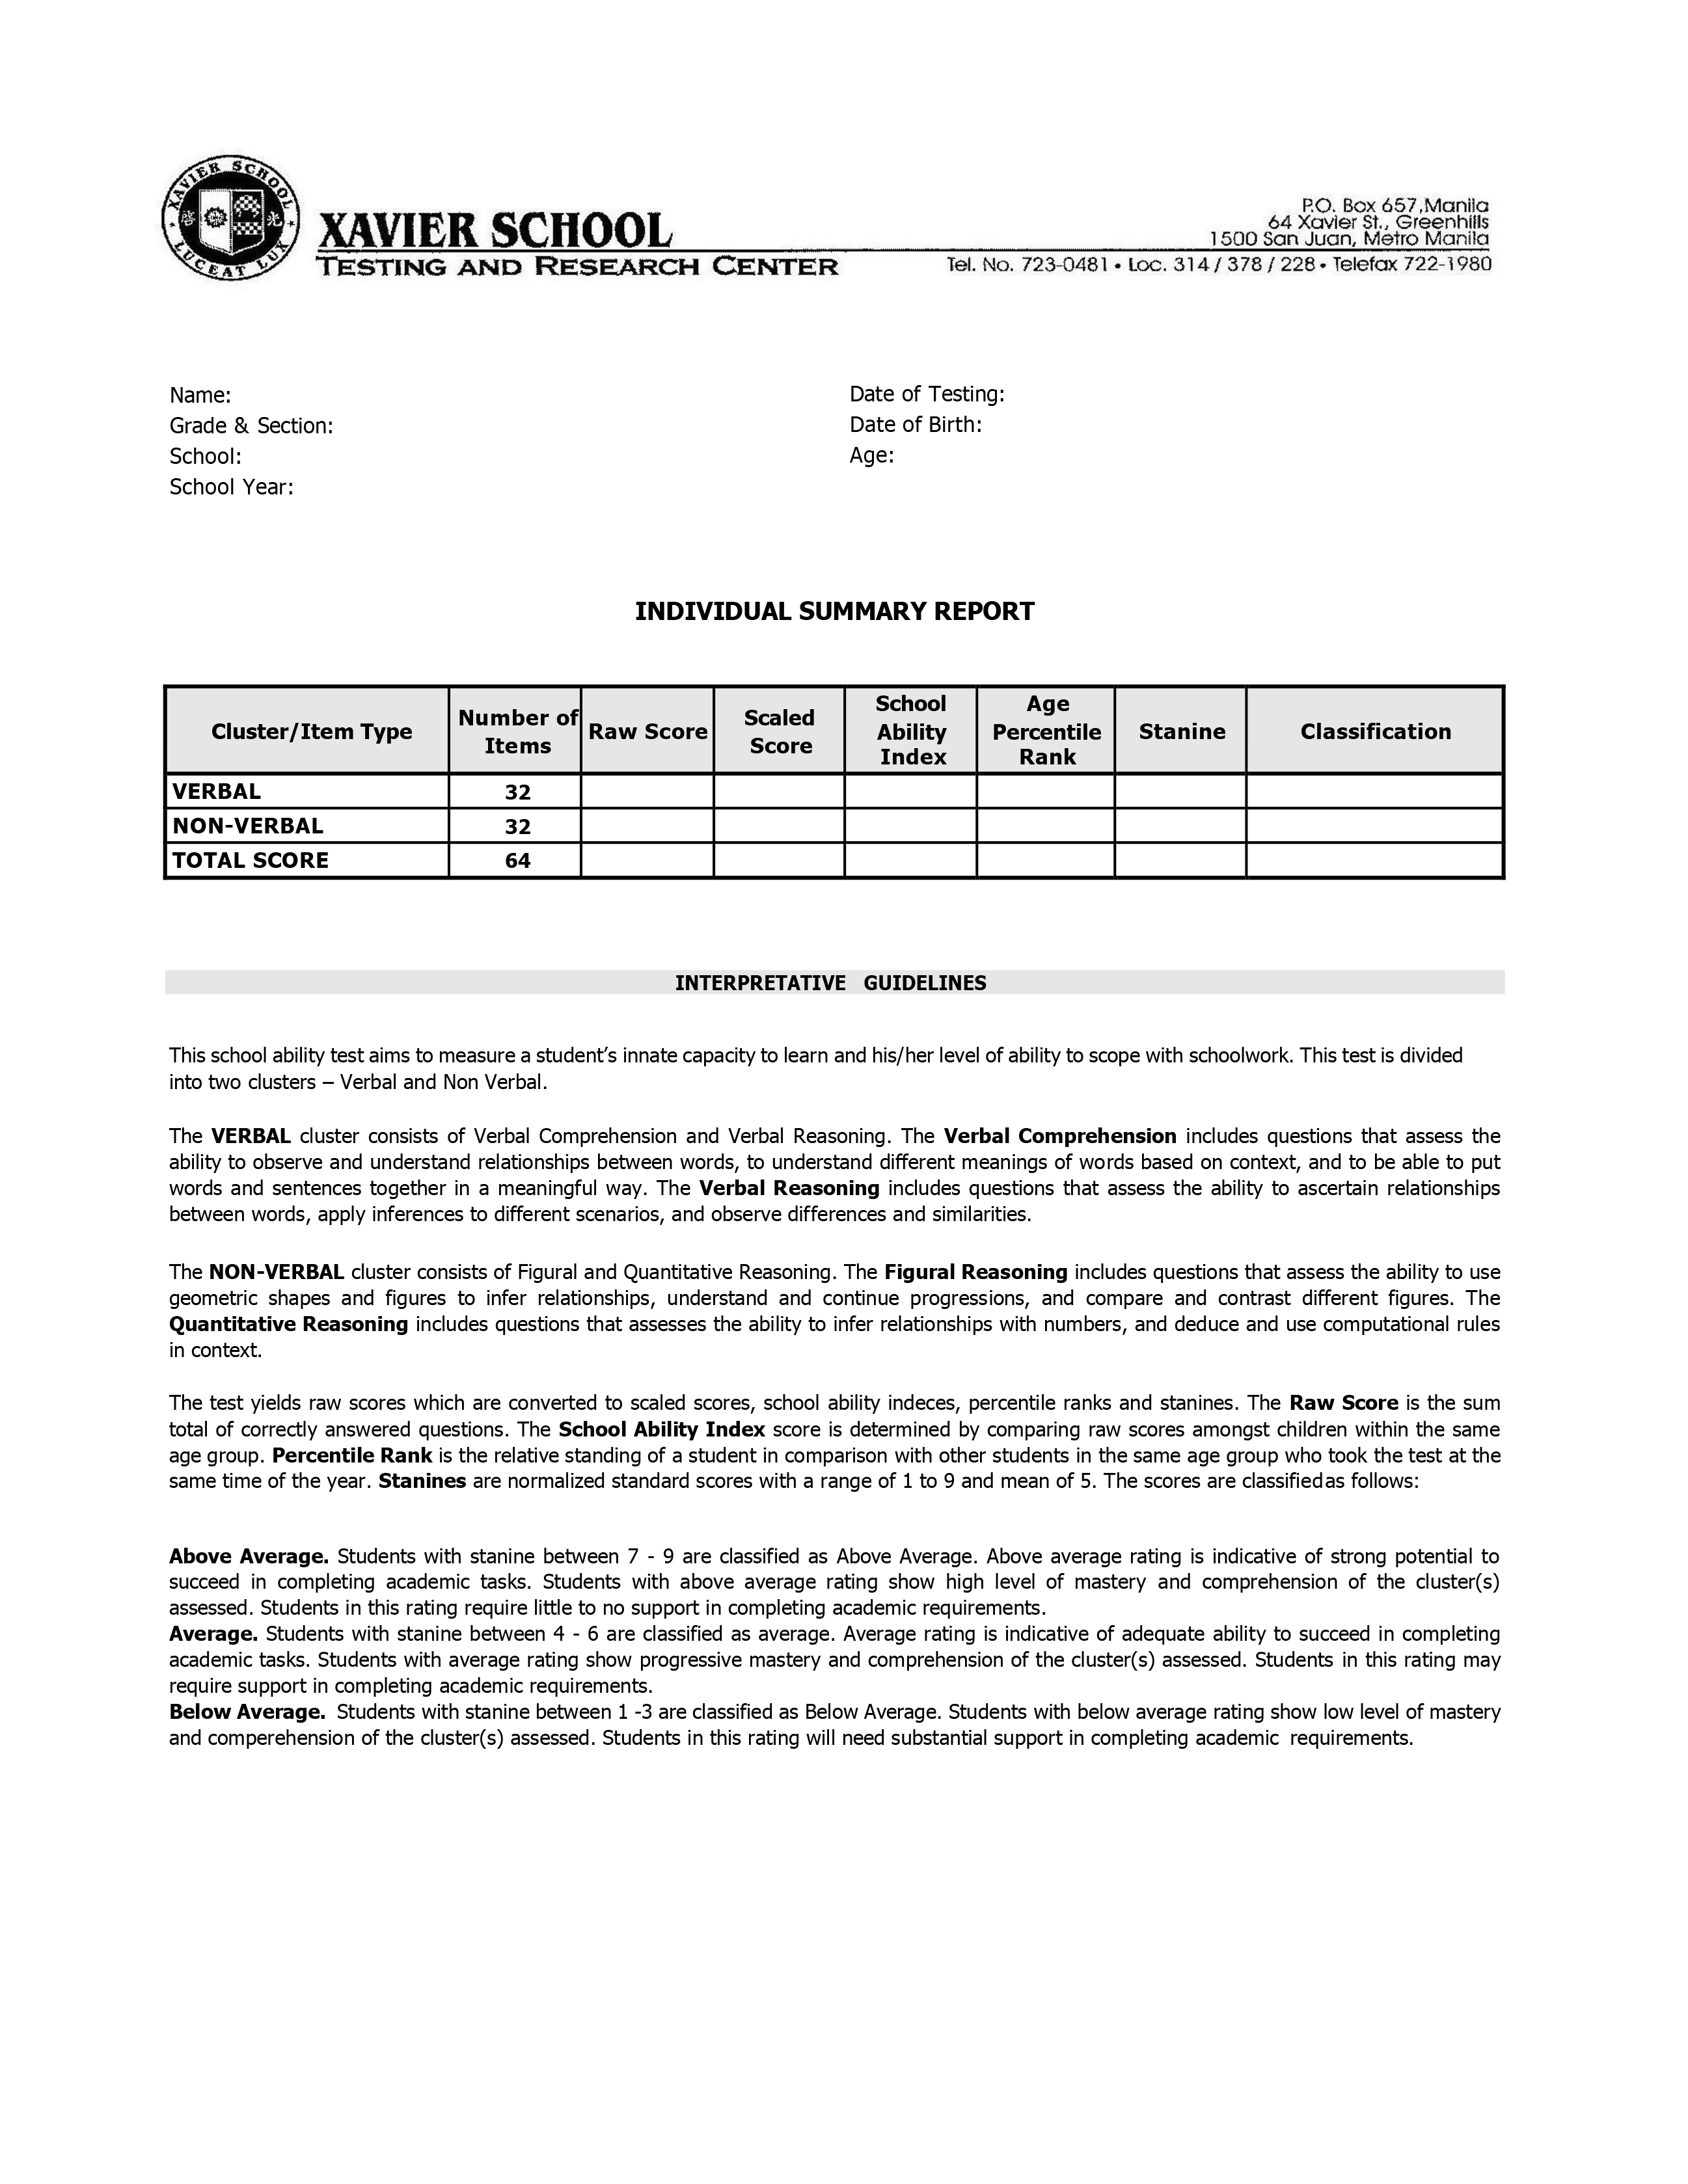 XAVIER SCHOOL
啓 光
LUCEAT LUX
XAVIER SCHOOL
TESTING AND RESEARCH CENTER
P.O. Box 657,Manila
64 Xavier St., Greenhills
1500 San Juan, Metro Manila
Tel. No. 723-0481 • Loc. 314 / 378 / 228 • Telefax 722-1980
Name:
Grade & Section:
School:
School Year:
Date of Testing:
Date of Birth:
Age:
INDIVIDUAL SUMMARY REPORT
Cluster/Item Type Number of Items Raw Score Scaled Score School Ability Index Age Percentile Rank Stanine Classification
VERBAL 32
NON-VERBAL 32
TOTAL SCORE 64
INTERPRETATIVE GUIDELINES
This school ability test aims to measure a student’s innate capacity to learn and his/her level of ability to scope with schoolwork. This test is divided
into two clusters – Verbal and Non Verbal.
The VERBAL cluster consists of Verbal Comprehension and Verbal Reasoning. The Verbal Comprehension includes questions that assess the
ability to observe and understand relationships between words, to understand different meanings of words based on context, and to be able to put
words and sentences together in a meaningful way. The Verbal Reasoning includes questions that assess the ability to ascertain relationships
between words, apply inferences to different scenarios, and observe differences and similarities.
The NON-VERBAL cluster consists of Figural and Quantitative Reasoning. The Figural Reasoning includes questions that assess the ability to use
geometric shapes and figures to infer relationships, understand and continue progressions, and compare and contrast different figures. The
Quantitative Reasoning includes questions that assesses the ability to infer relationships with numbers, and deduce and use computational rules
in context.
The test yields raw scores which are converted to scaled scores, school ability indeces, percentile ranks and stanines. The Raw Score is the sum
total of correctly answered questions. The School Ability Index score is determined by comparing raw scores amongst children within the same
age group. Percentile Rank is the relative standing of a student in comparison with other students in the same age group who took the test at the
same time of the year. Stanines are normalized standard scores with a range of 1 to 9 and mean of 5. The scores are classifiedas follows:
Above Average. Students with stanine between 7 - 9 are classified as Above Average. Above average rating is indicative of strong potential to
succeed in completing academic tasks. Students with above average rating show high level of mastery and comprehension of the cluster(s)
assessed. Students in this rating require little to no support in completing academic requirements.
Average. Students with stanine between 4 - 6 are classified as average. Average rating is indicative of adequate ability to succeed in completing
academic tasks. Students with average rating show progressive mastery and comprehension of the cluster(s) assessed. Students in this rating may
require support in completing academic requirements.
Below Average. Students with stanine between 1 -3 are classified as Below Average. Students with below average rating show low level of mastery
and comperehension of the cluster(s) assessed. Students in this rating will need substantial support in completing academic requirements.